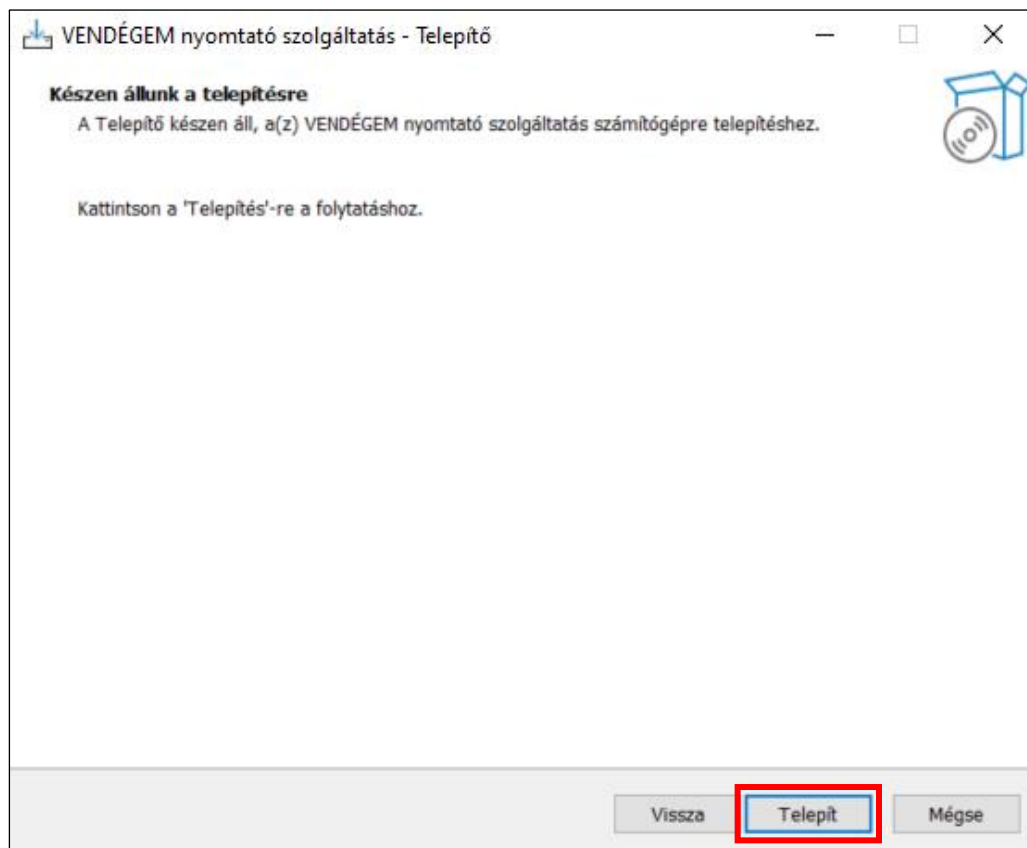 VENDÉGEM nyomtató szolgáltatás - Telepítő
Készen állunk a telepítésre
A Telepítő készen áll, a(z) VENDÉGEM nyomtató szolgáltatás számítógépre telepítéshez.
Kattintson a 'Telepítés'-re a folytatáshoz.
Vissza
Telepít
Mégse